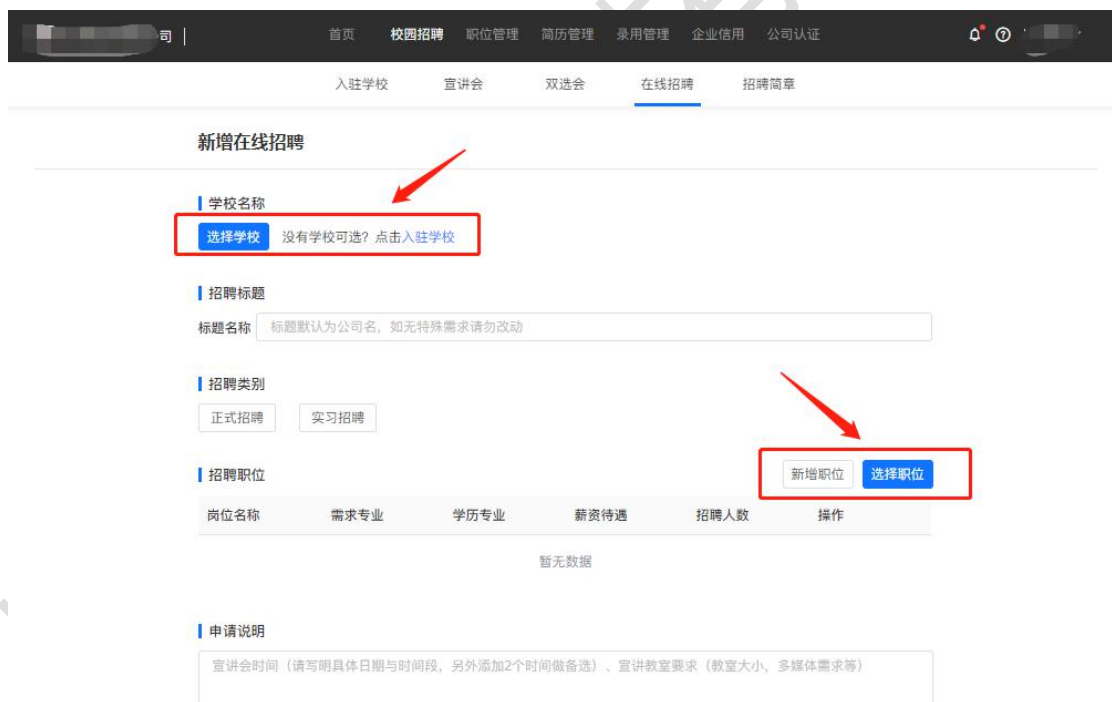 司 | 首页 校园招聘 职位管理 简历管理 录用管理 企业信用 公司认证
入驻学校 宣讲会 双选会 在线招聘 招聘简章
新增在线招聘
学校名称
选择学校 没有学校可选？点击入驻学校
招聘标题
标题名称 标题默认为公司名，如无特殊需求请勿改动
招聘类别
正式招聘 实习招聘
招聘职位 新增职位 选择职位
岗位名称 需求专业 学历专业 薪资待遇 招聘人数 操作
暂无数据
申请说明
宣讲会时间（请写明具体日期与时间段，另外添加2个时间做备选）、宣讲教室要求（教室大小，多媒体需求等）